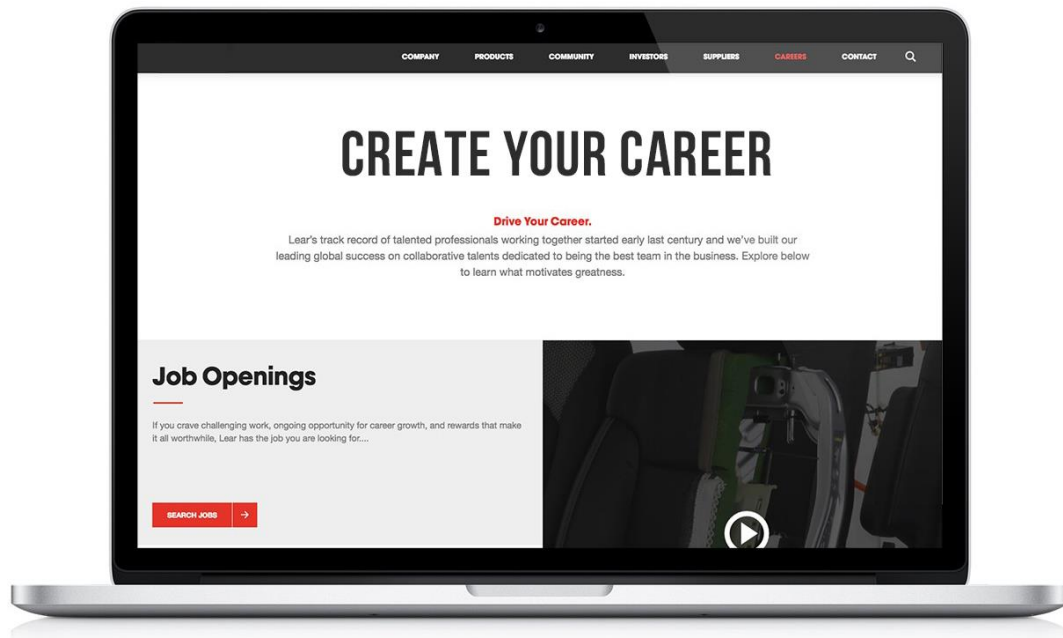 COMPANY PRODUCTS COMMUNITY INVESTORS SUPPLIERS CAREERS CONTACT
CREATE YOUR CAREER
Drive Your Career.
Lear's track record of talented professionals working together started early last century and we've built our
leading global success on collaborative talents dedicated to being the best team in the business. Explore below
to learn what motivates greatness.
Job Openings
If you crave challenging work, ongoing opportunity for career growth, and rewards that make
it all worthwhile, Lear has the job you are looking for....
SEARCH JOBS